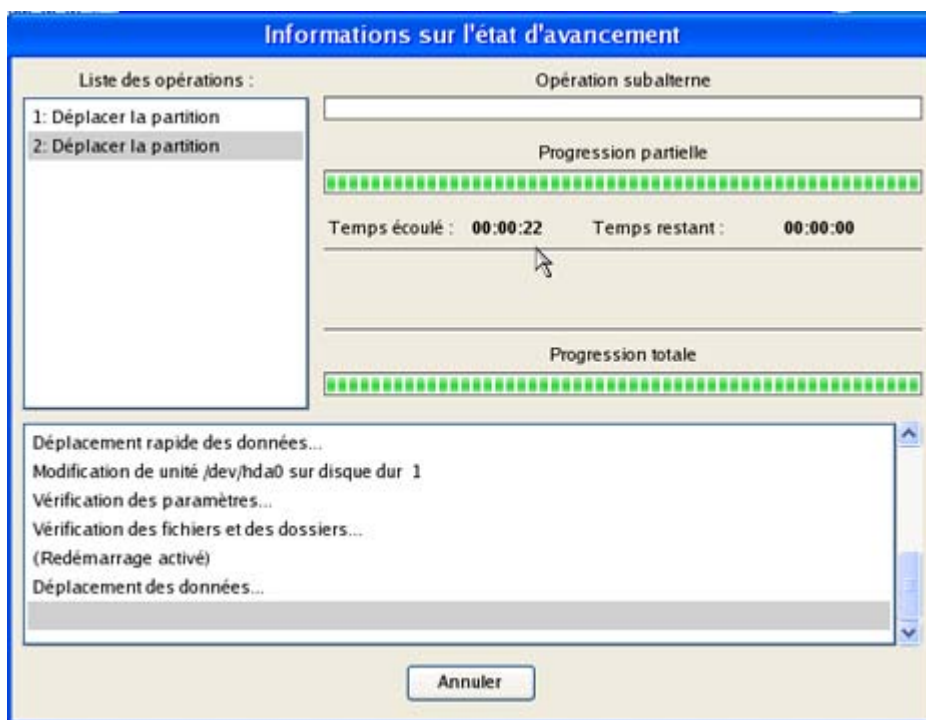 Informations sur l'état d'avancement
Liste des opérations :
1: Déplacer la partition
2: Déplacer la partition
Opération subalterne
Progression partielle
Temps écoulé : 00:00:22 Temps restant : 00:00:00
Progression totale
Déplacement rapide des données...
Modification de unité /dev/hda0 sur disque dur 1
Vérification des paramètres...
Vérification des fichiers et des dossiers...
(Redémarrage activé)
Déplacement des données...
Annuler